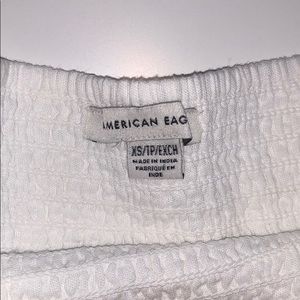 AMERICAN EAG
XS/TP/EXCH
MADE IN INDIA
FABRIQUÉ EN
INDE